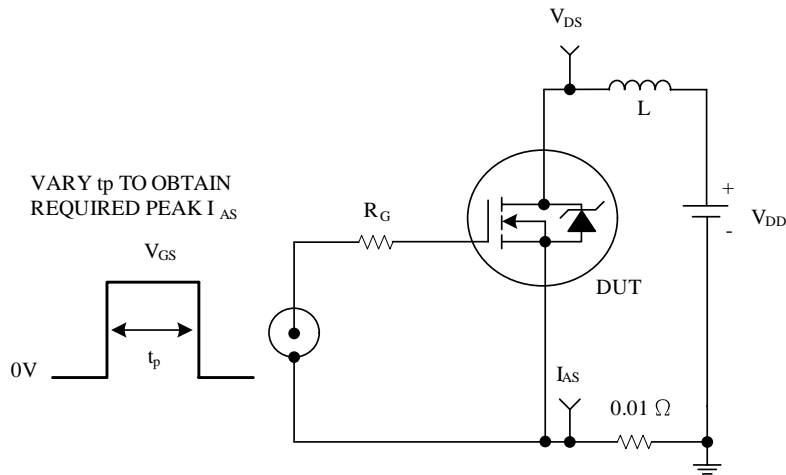 V_DS
L
VARY tp TO OBTAIN
REQUIRED PEAK I_AS
R_G
+
V_DD
-
V_GS
DUT
t_p
0V
I_AS
0.01 Ω